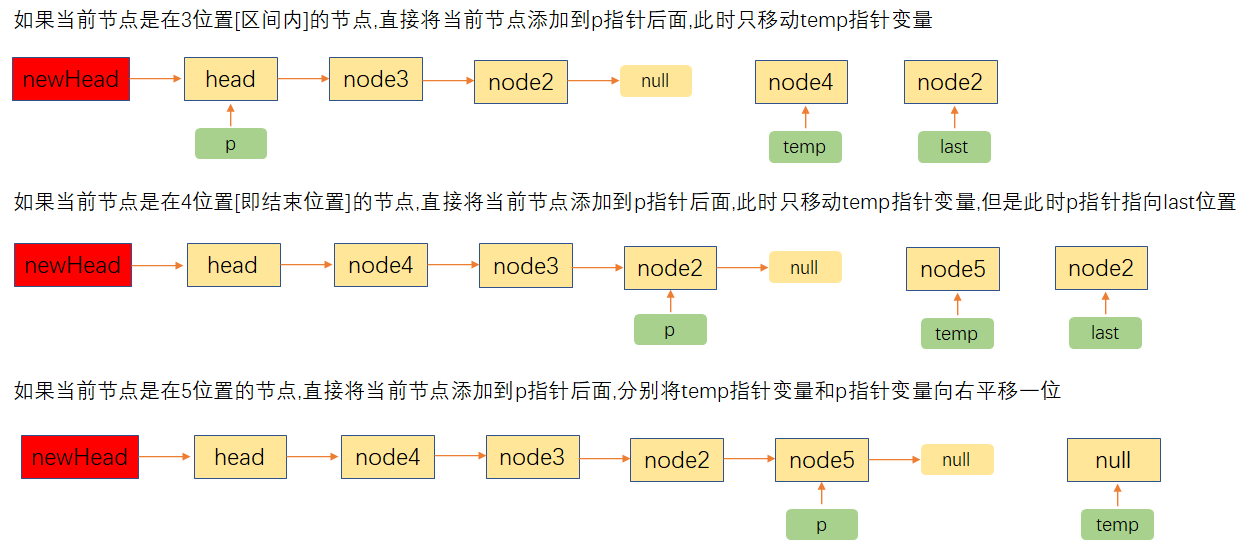 如果当前节点是在3位置[区间内]的节点,直接将当前节点添加到p指针后面,此时只移动temp指针变量
newHead head node3 node2 null node4 node2
p temp last
如果当前节点是在4位置[即结束位置]的节点,直接将当前节点添加到p指针后面,此时只移动temp指针变量,但是此时p指针指向last位置
newHead head node4 node3 node2 null node5 node2
p temp last
如果当前节点是在5位置的节点,直接将当前节点添加到p指针后面,分别将temp指针变量和p指针变量向右平移一位
newHead head node4 node3 node2 node5 null null
p temp